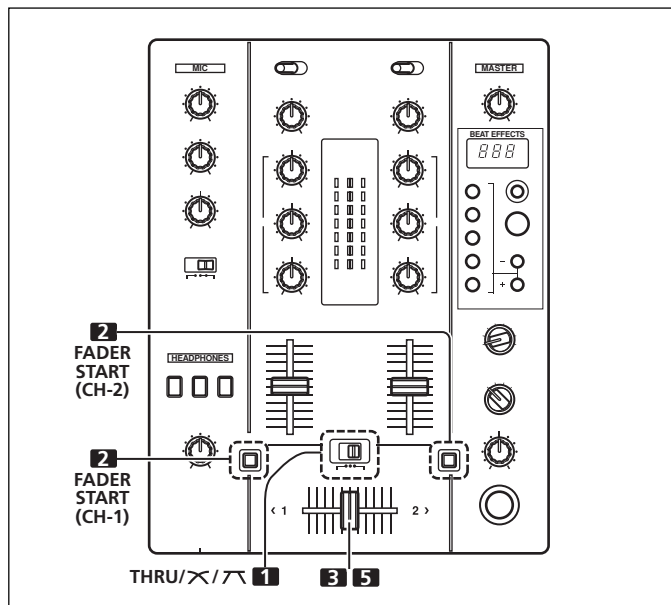 MIC
MASTER
BEAT EFFECTS
888
−
+
2
FADER
START
(CH-2)
HEADPHONES
2
FADER
START
(CH-1)
‹ 1
2 ›
THRU/ / 1
3 5